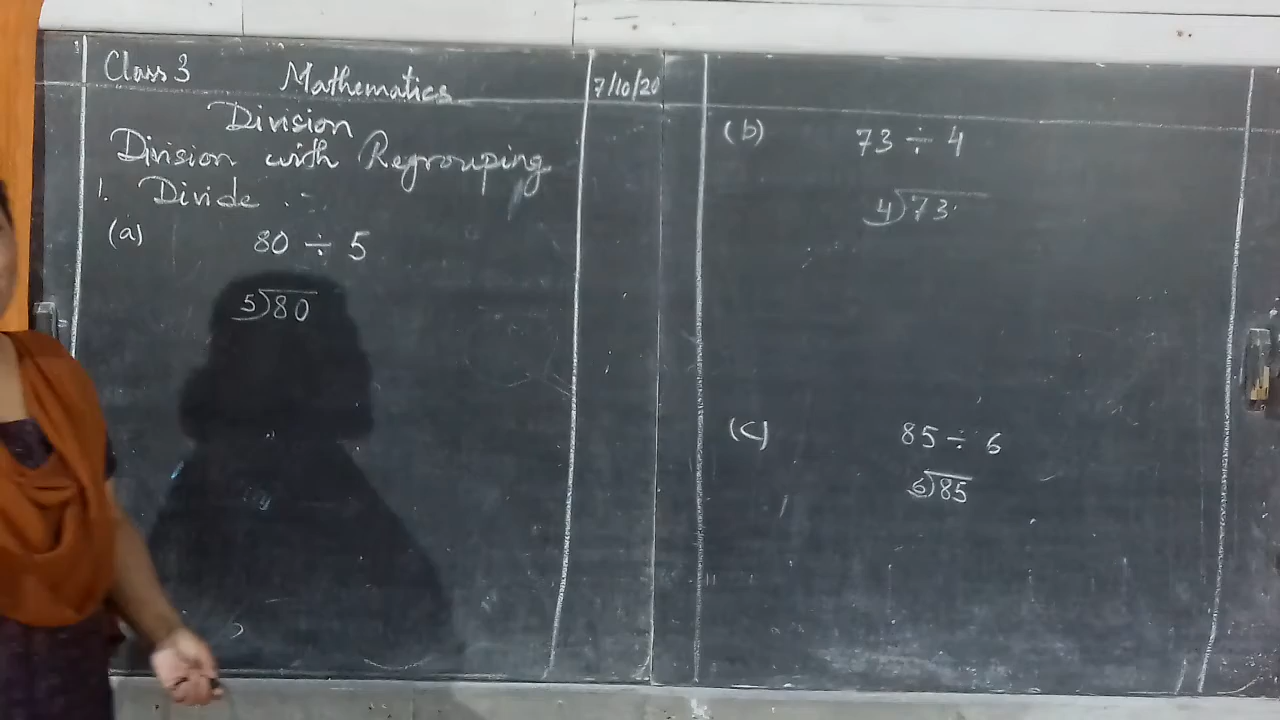 Class 3 Mathematics 7/10/20
Division
Division with Regrouping
1. Divide :-
(a) 80 ÷ 5
5)80
(b) 73 ÷ 4
4)73
(c) 85 ÷ 6
6)85